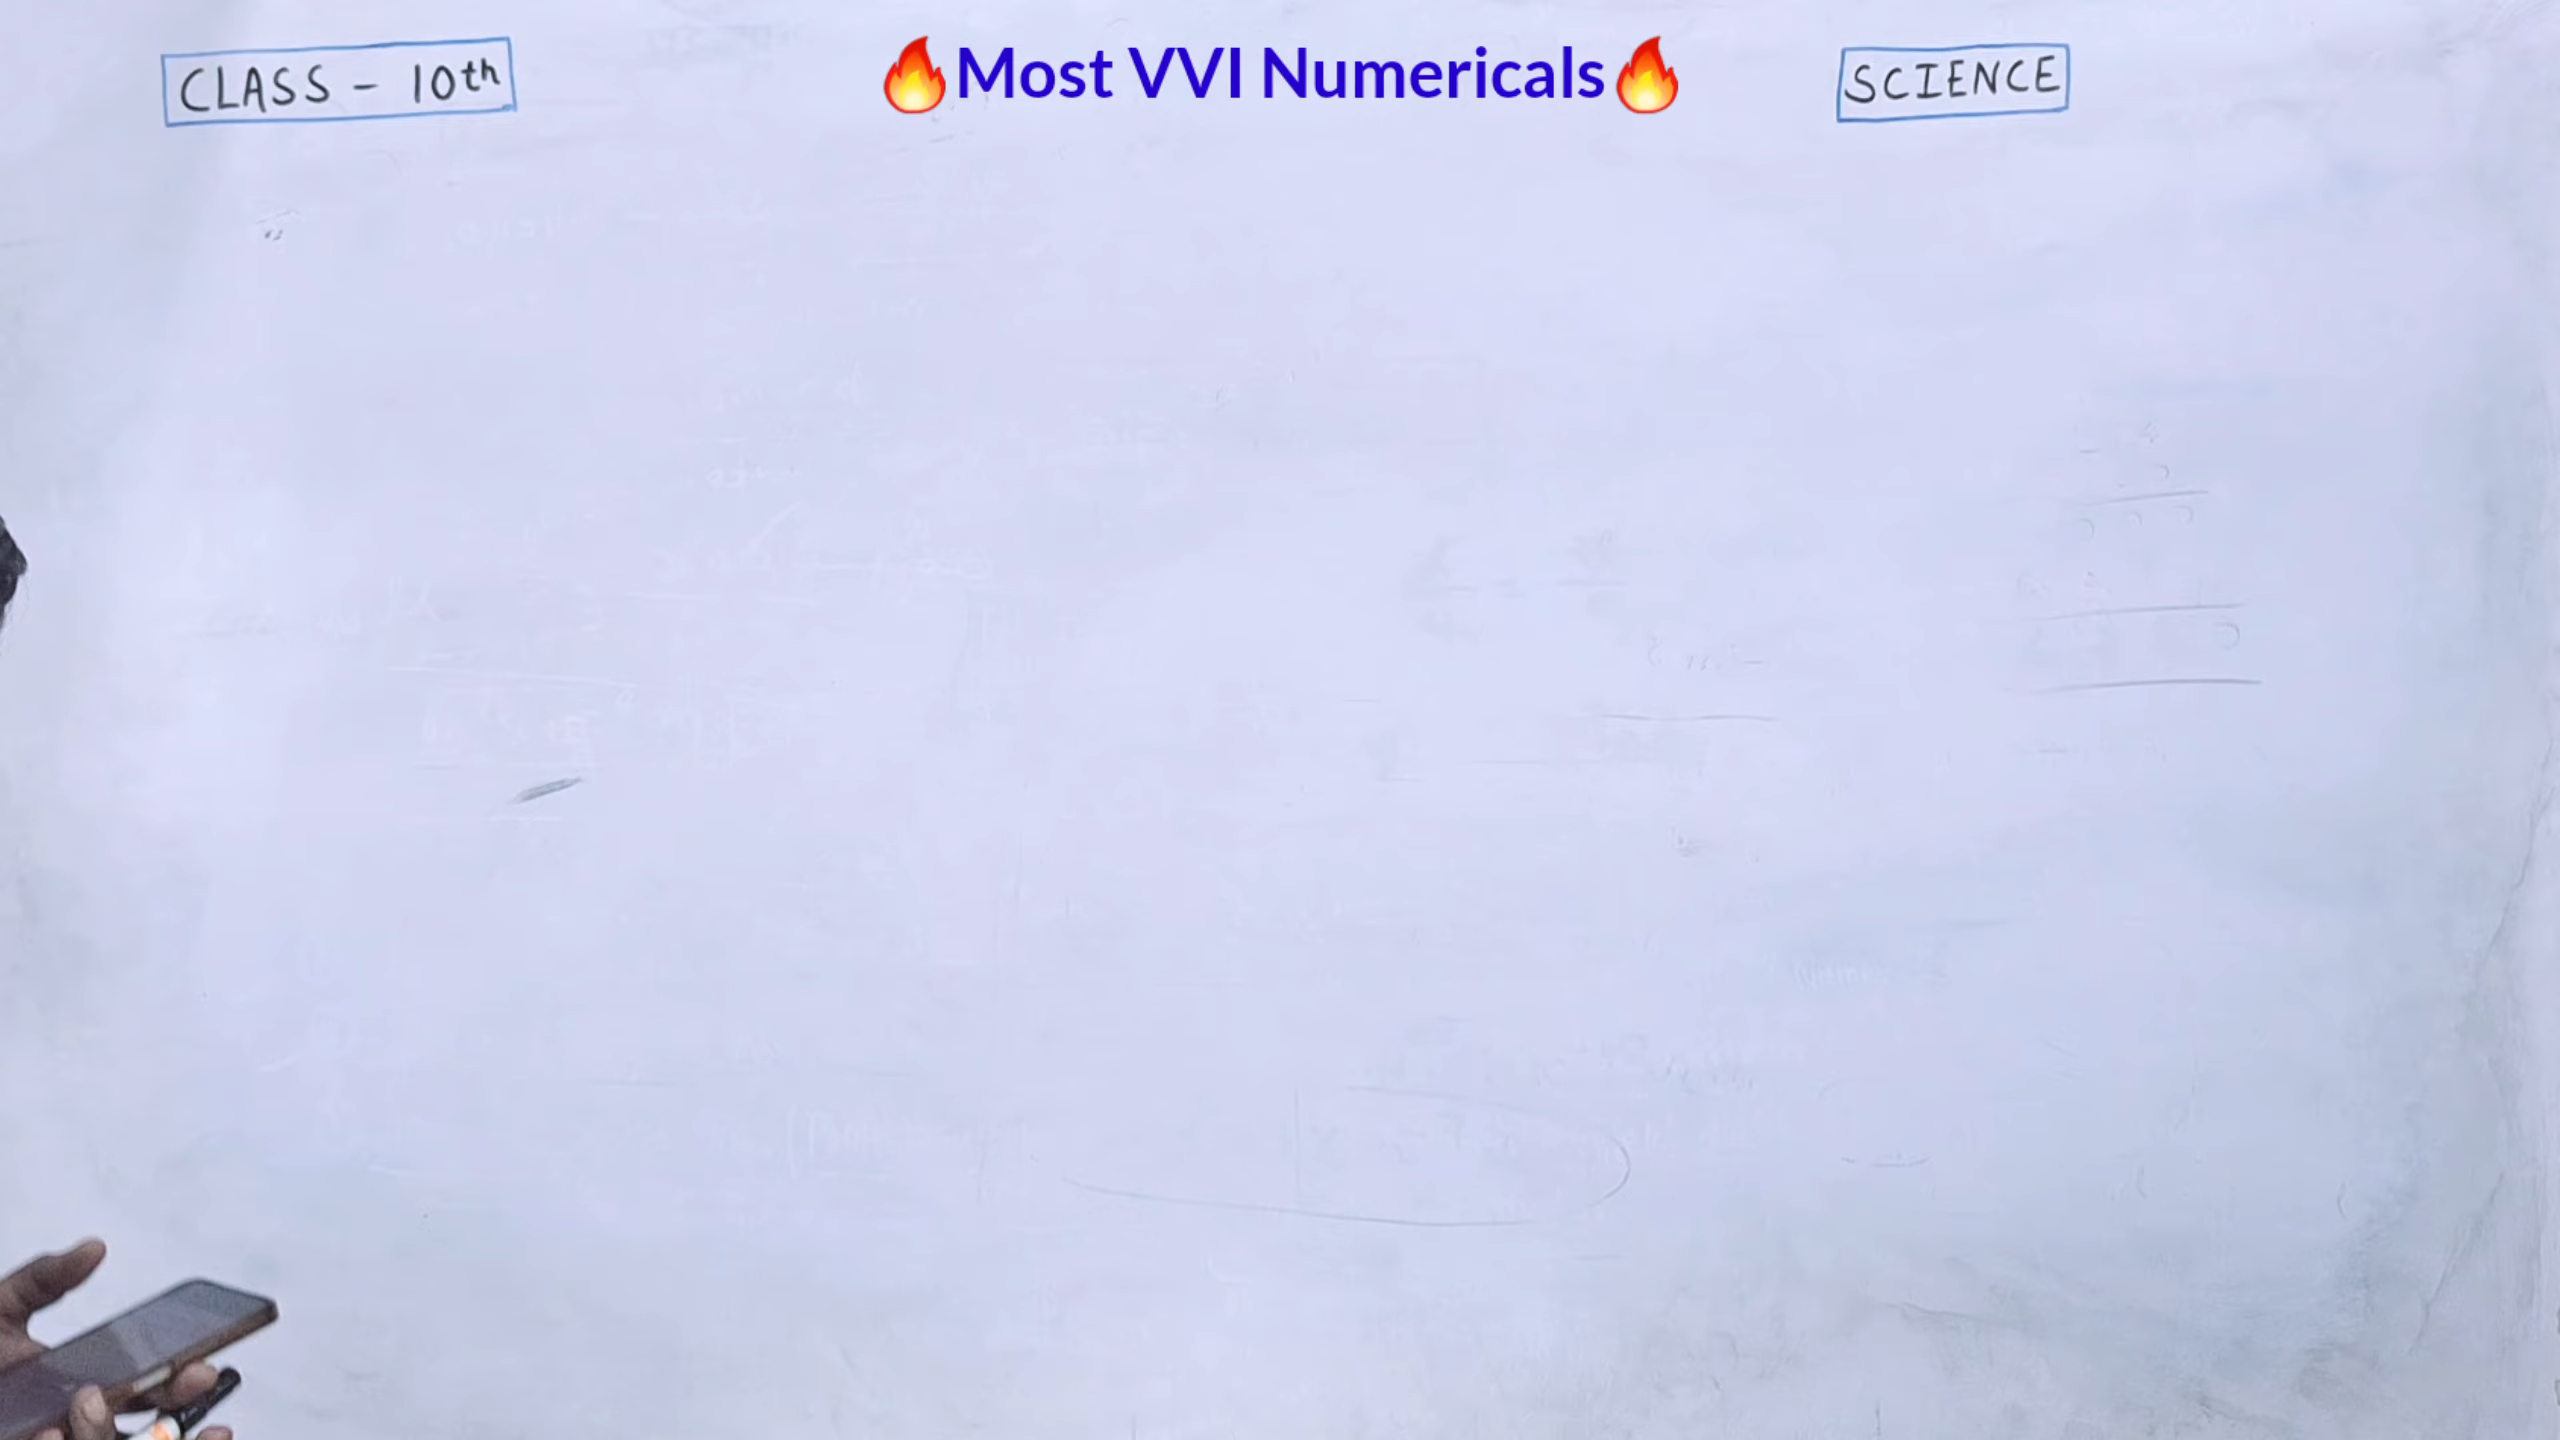 CLASS - 10th
🔥Most VVI Numericals🔥
SCIENCE